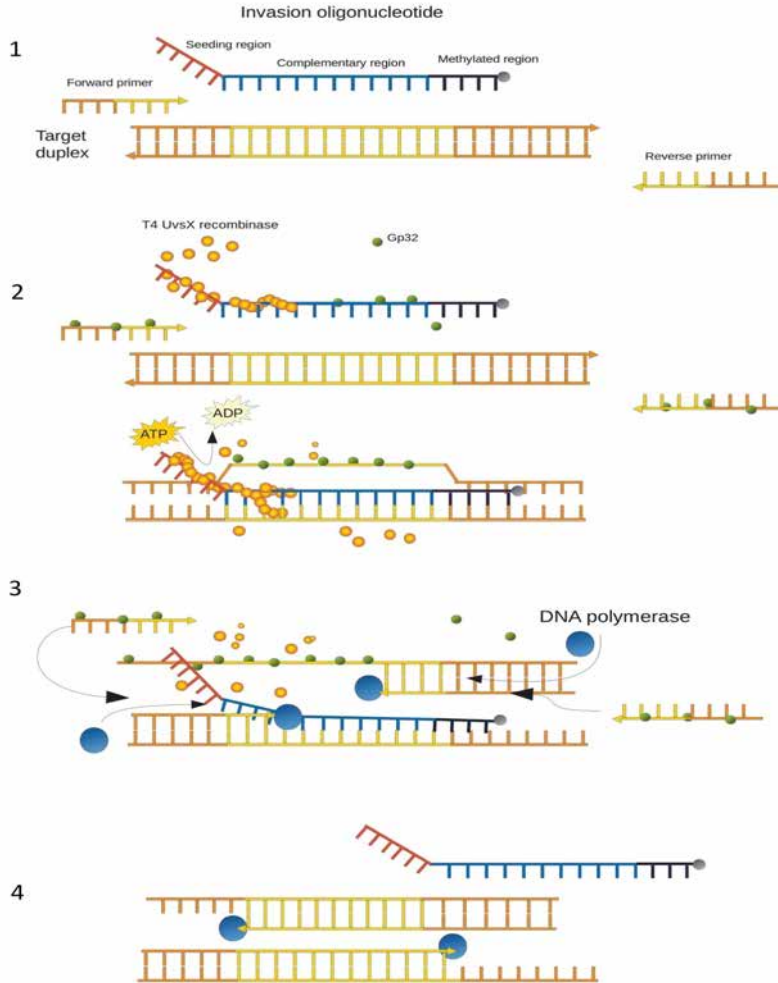 Invasion oligonucleotide
1
Seeding region
Complementary region
Methylated region
Forward primer
Target
duplex
Reverse primer
T4 UvsX recombinase
Gp32
2
ATP
ADP
3
DNA polymerase
4